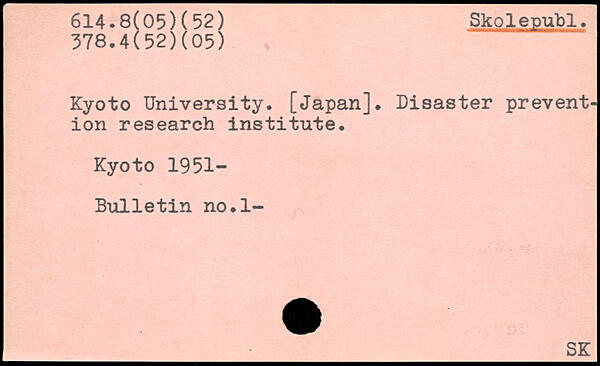 614.8(05)(52) Skolepubl.
378.4(52)(05)
Kyoto University. [Japan]. Disaster prevent-
ion research institute.
Kyoto 1951-
Bulletin no.1-
SK